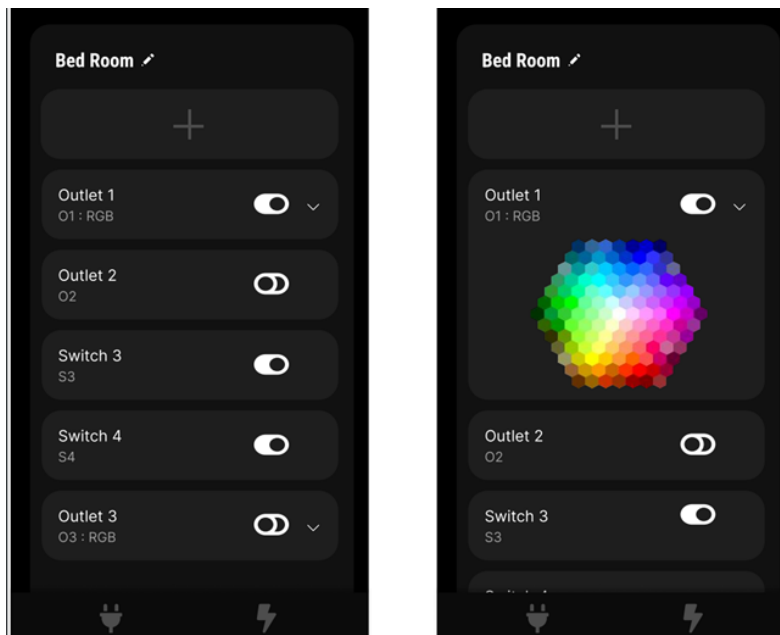 Bed Room
Outlet 1
O1 : RGB
Outlet 2
O2
Switch 3
S3
Switch 4
S4
Outlet 3
O3 : RGB
Bed Room
Outlet 1
O1 : RGB
Outlet 2
O2
Switch 3
S3